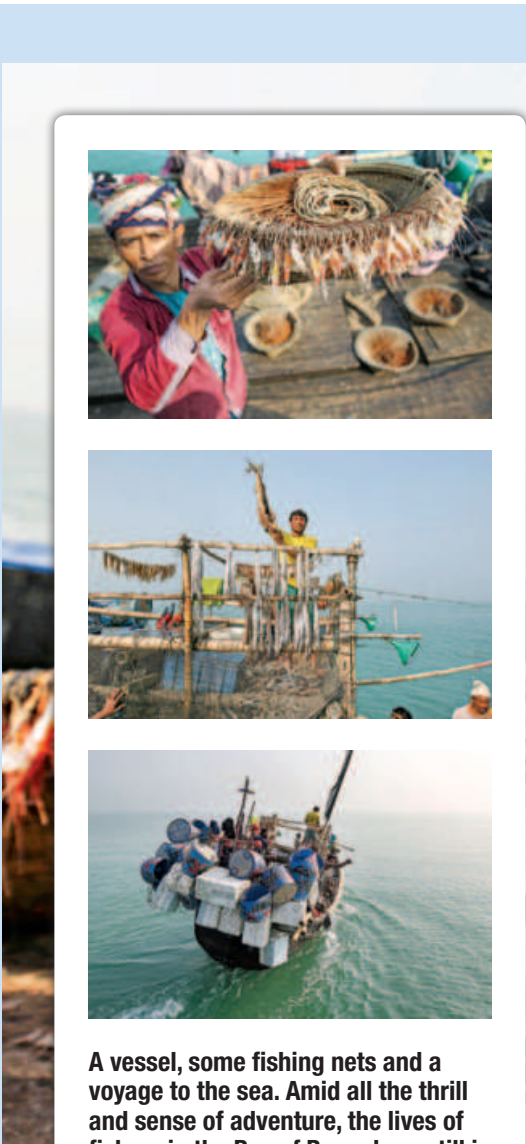 A vessel, some fishing nets and a
voyage to the sea. Amid all the thrill
and sense of adventure, the lives of